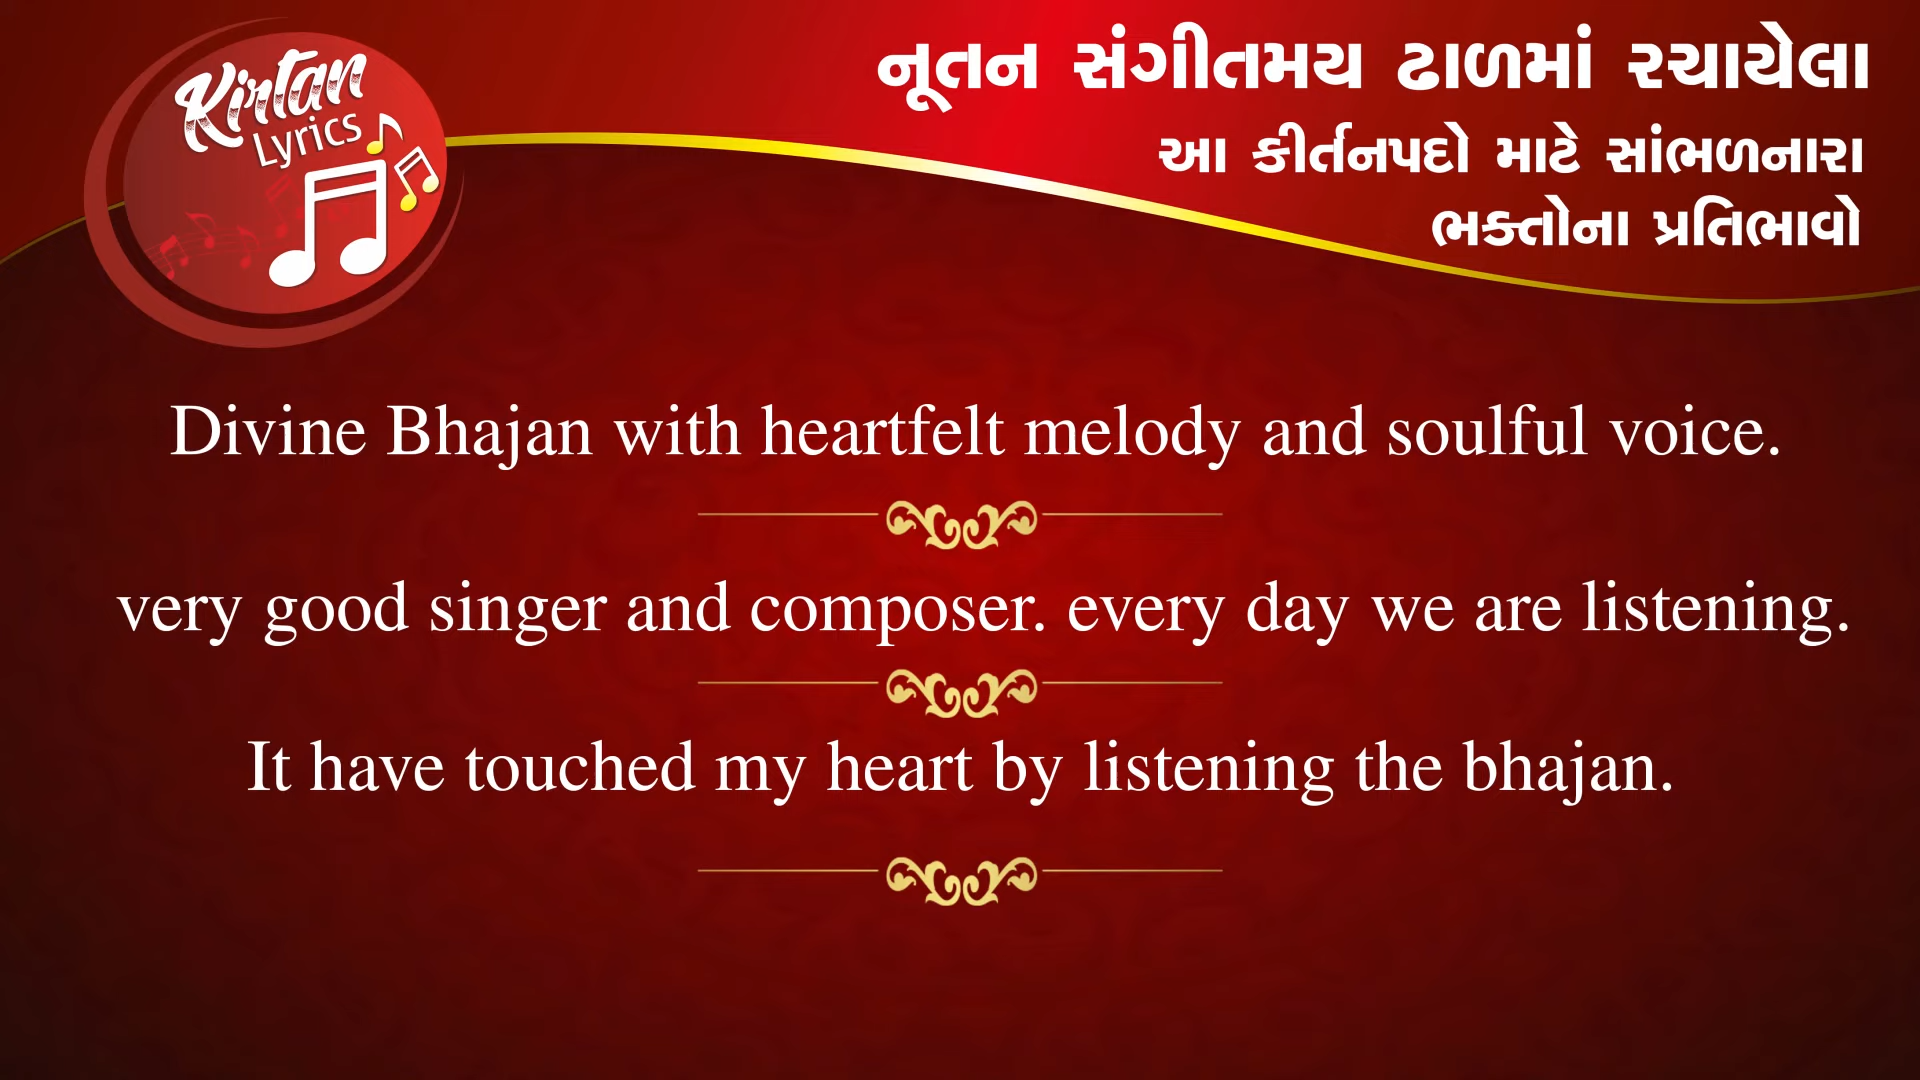 Kirtan
Lyrics
નૂતન સંગીતમય ઢાળમાં રચાયેલા
આ કીર્તનપદો માટે સાંભળનારા
ભક્તોના પ્રતિભાવો
Divine Bhajan with heartfelt melody and soulful voice.
very good singer and composer. every day we are listening.
It have touched my heart by listening the bhajan.